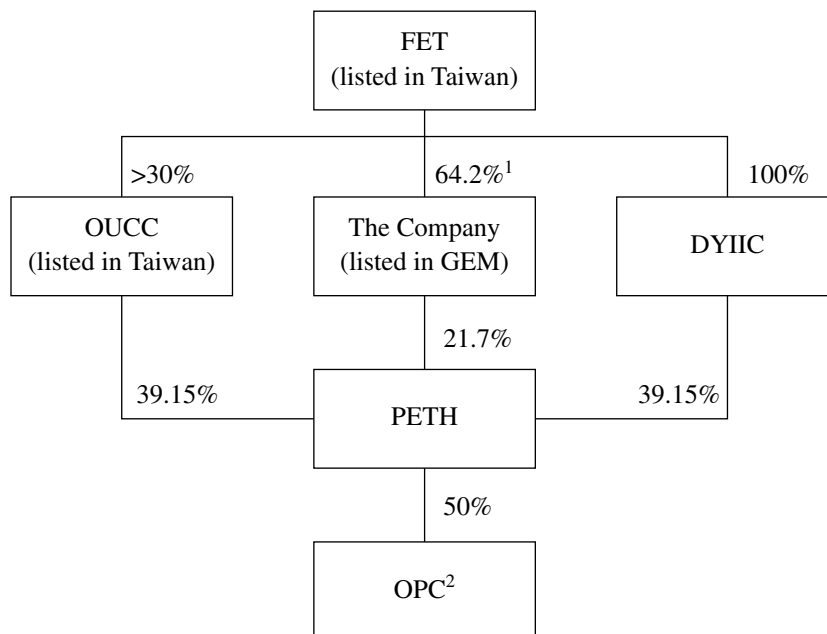 FET
(listed in Taiwan)
>30%
64.2%1
100%
OUCC
(listed in Taiwan)
The Company
(listed in GEM)
DYIIC
21.7%
39.15%
39.15%
PETH
50%
OPC2